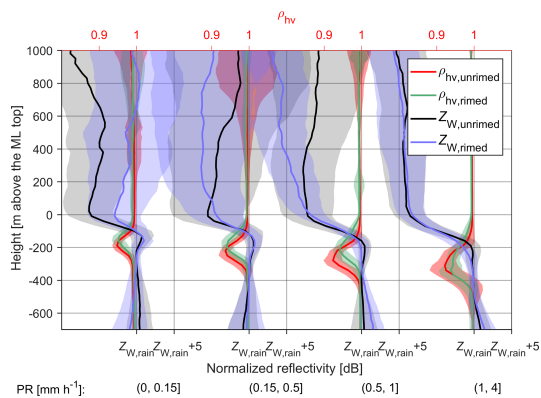 ρhv
0.9 1 0.9 1 0.9 1 0.9 1
1000
800
600
400
200
0
-200
-400
-600
Height [m above the ML top]
ρhv,unrimed
ρhv,rimed
ZW,unrimed
ZW,rimed
ZW,rain ZW,rain+5 ZW,rain ZW,rain+5 ZW,rain ZW,rain+5 ZW,rain ZW,rain+5
Normalized reflectivity [dB]
PR [mm h-1]: (0, 0.15] (0.15, 0.5] (0.5, 1] (1, 4]